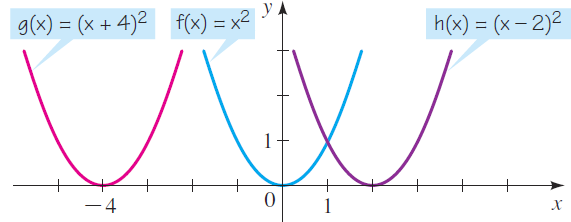 g(x) = (x + 4)²
f(x) = x²
y
h(x) = (x – 2)²
1
–4
0
1
x